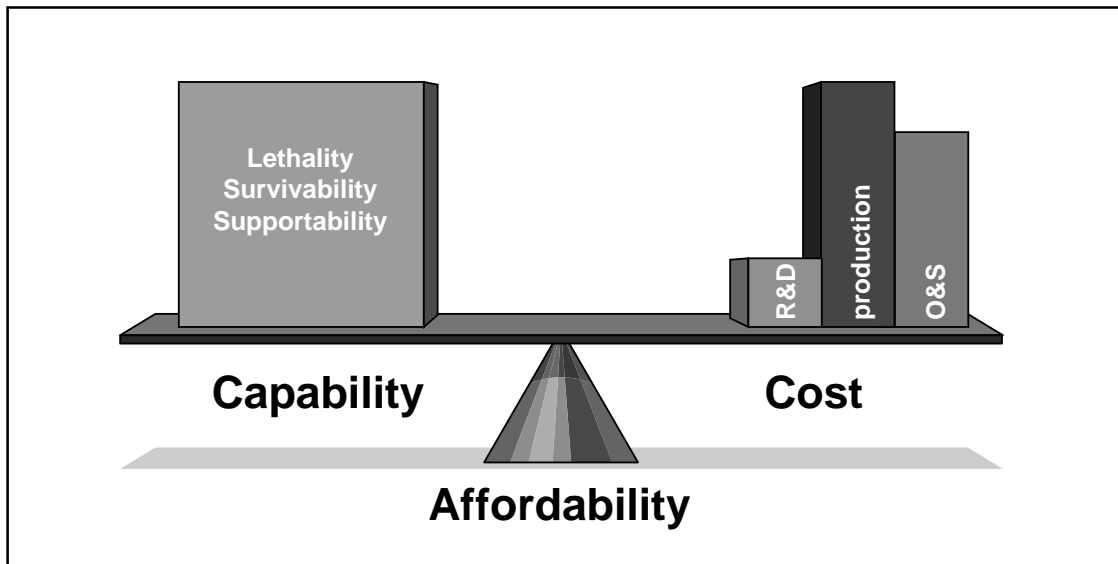 Lethality
Survivability
Supportability
R&D
production
O&S
Capability
Cost
Affordability